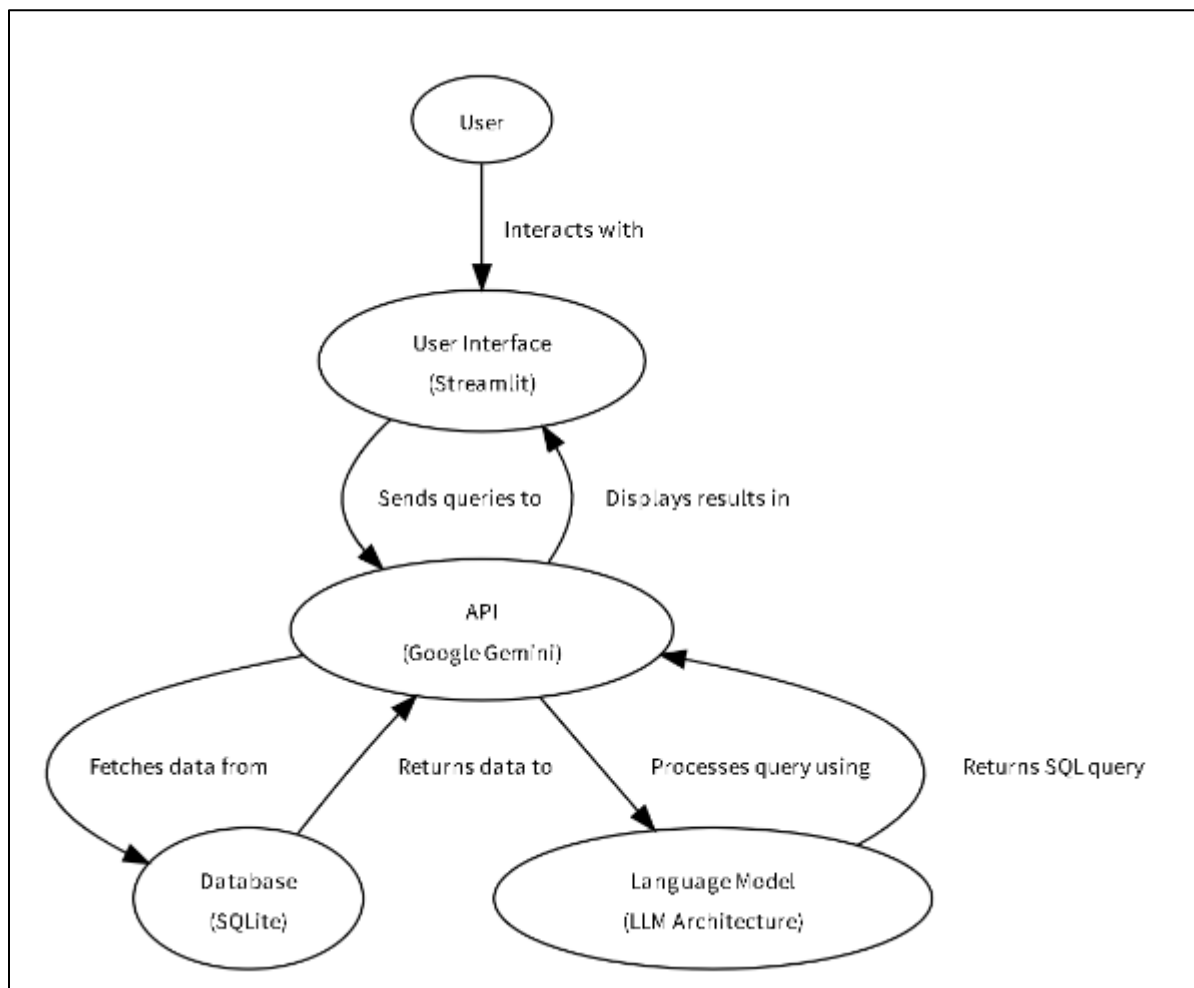 User
Interacts with
User Interface
(Streamlit)
Sends queries to
Displays results in
API
(Google Gemini)
Fetches data from
Returns data to
Processes query using
Returns SQL query
Database
(SQLite)
Language Model
(LLM Architecture)